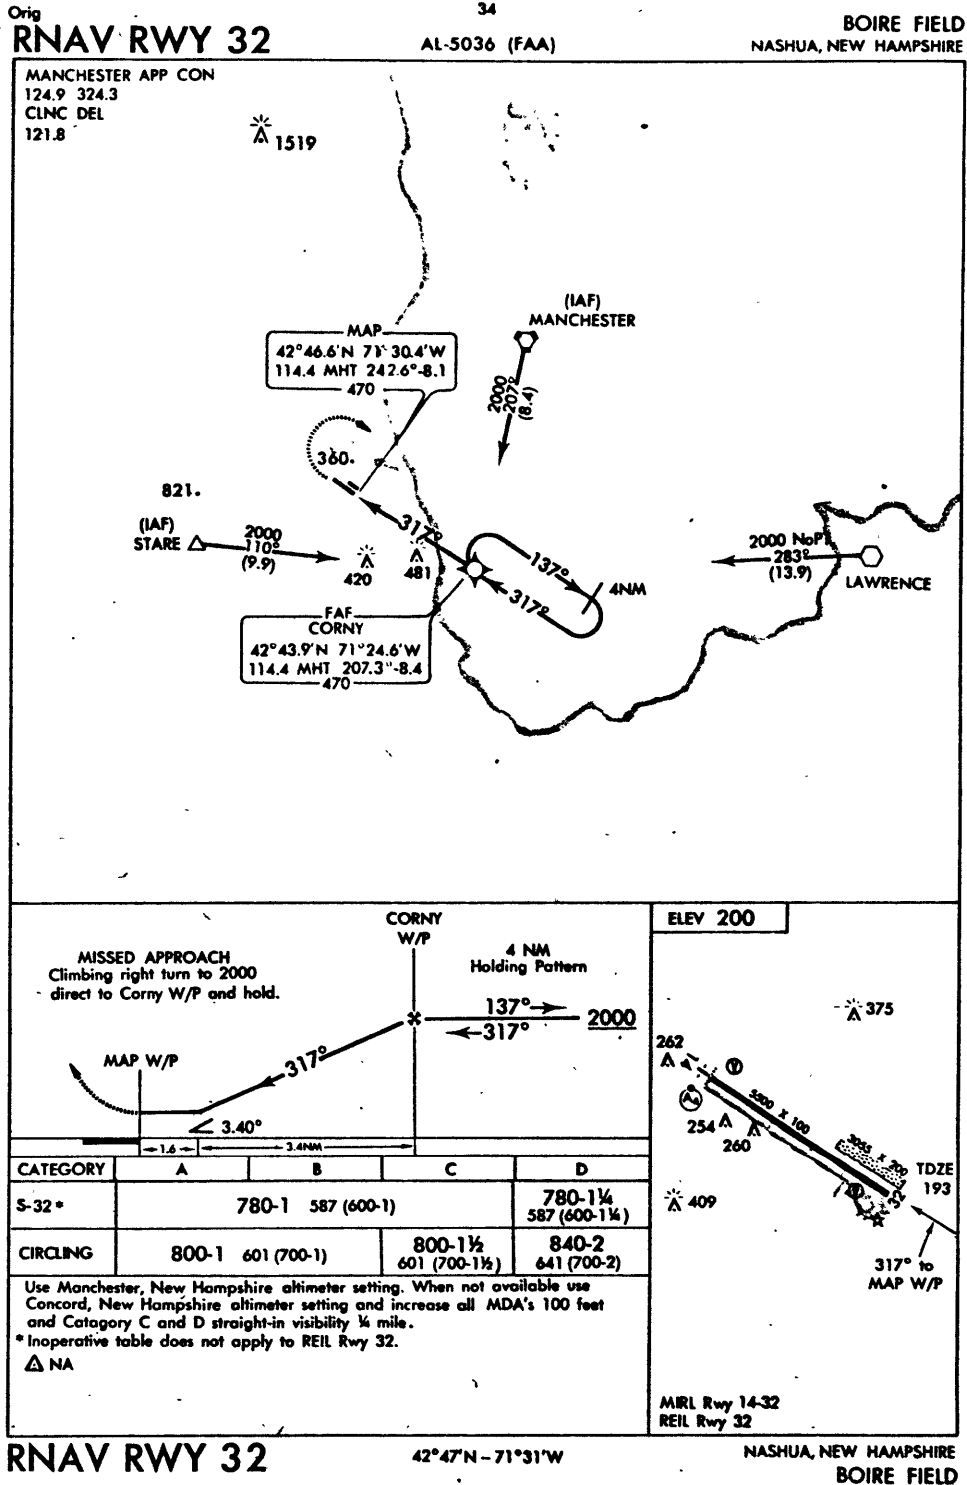 Orig
34
RNAV RWY 32
AL-5036 (FAA)
BOIRE FIELD
NASHUA, NEW HAMPSHIRE
MANCHESTER APP CON
124.9 324.3
CLNC DEL
121.8
1519
(IAF)
MANCHESTER
2000
207°
(8.4)
MAP
42°46.6'N 71°30.4'W
114.4 MHT 242.6°-8.1
470
360.
821.
(IAF)
STARE
2000
110°
(9.9)
420
481
317°
137°
317°
4NM
2000 NoPT
283°
(13.9)
LAWRENCE
FAF
CORNY
42°43.9'N 71°24.6'W
114.4 MHT 207.3°-8.4
470
MISSED APPROACH
Climbing right turn to 2000
direct to Corny W/P and hold.
CORNY
W/P
4 NM
Holding Pattern
137°
317°
2000
317°
MAP W/P
3.40°
1.6
3.4NM
CATEGORY A B C D
S-32* 780-1 587 (600-1) 780-1¼
587 (600-1¼)
CIRCLING 800-1 601 (700-1) 800-1½
601 (700-1½) 840-2
641 (700-2)
Use Manchester, New Hampshire altimeter setting. When not available use
Concord, New Hampshire altimeter setting and increase all MDA's 100 feet
and Catagory C and D straight-in visibility ¼ mile.
*Inoperative table does not apply to REIL Rwy 32.
A NA
ELEV 200
375
262
V
A
5500 X 100
254
260
3055 X 200
TDZE
193
409
32
317° to
MAP W/P
MIRL Rwy 14-32
REIL Rwy 32
RNAV RWY 32
42°47'N-71°31'W
NASHUA, NEW HAMPSHIRE
BOIRE FIELD